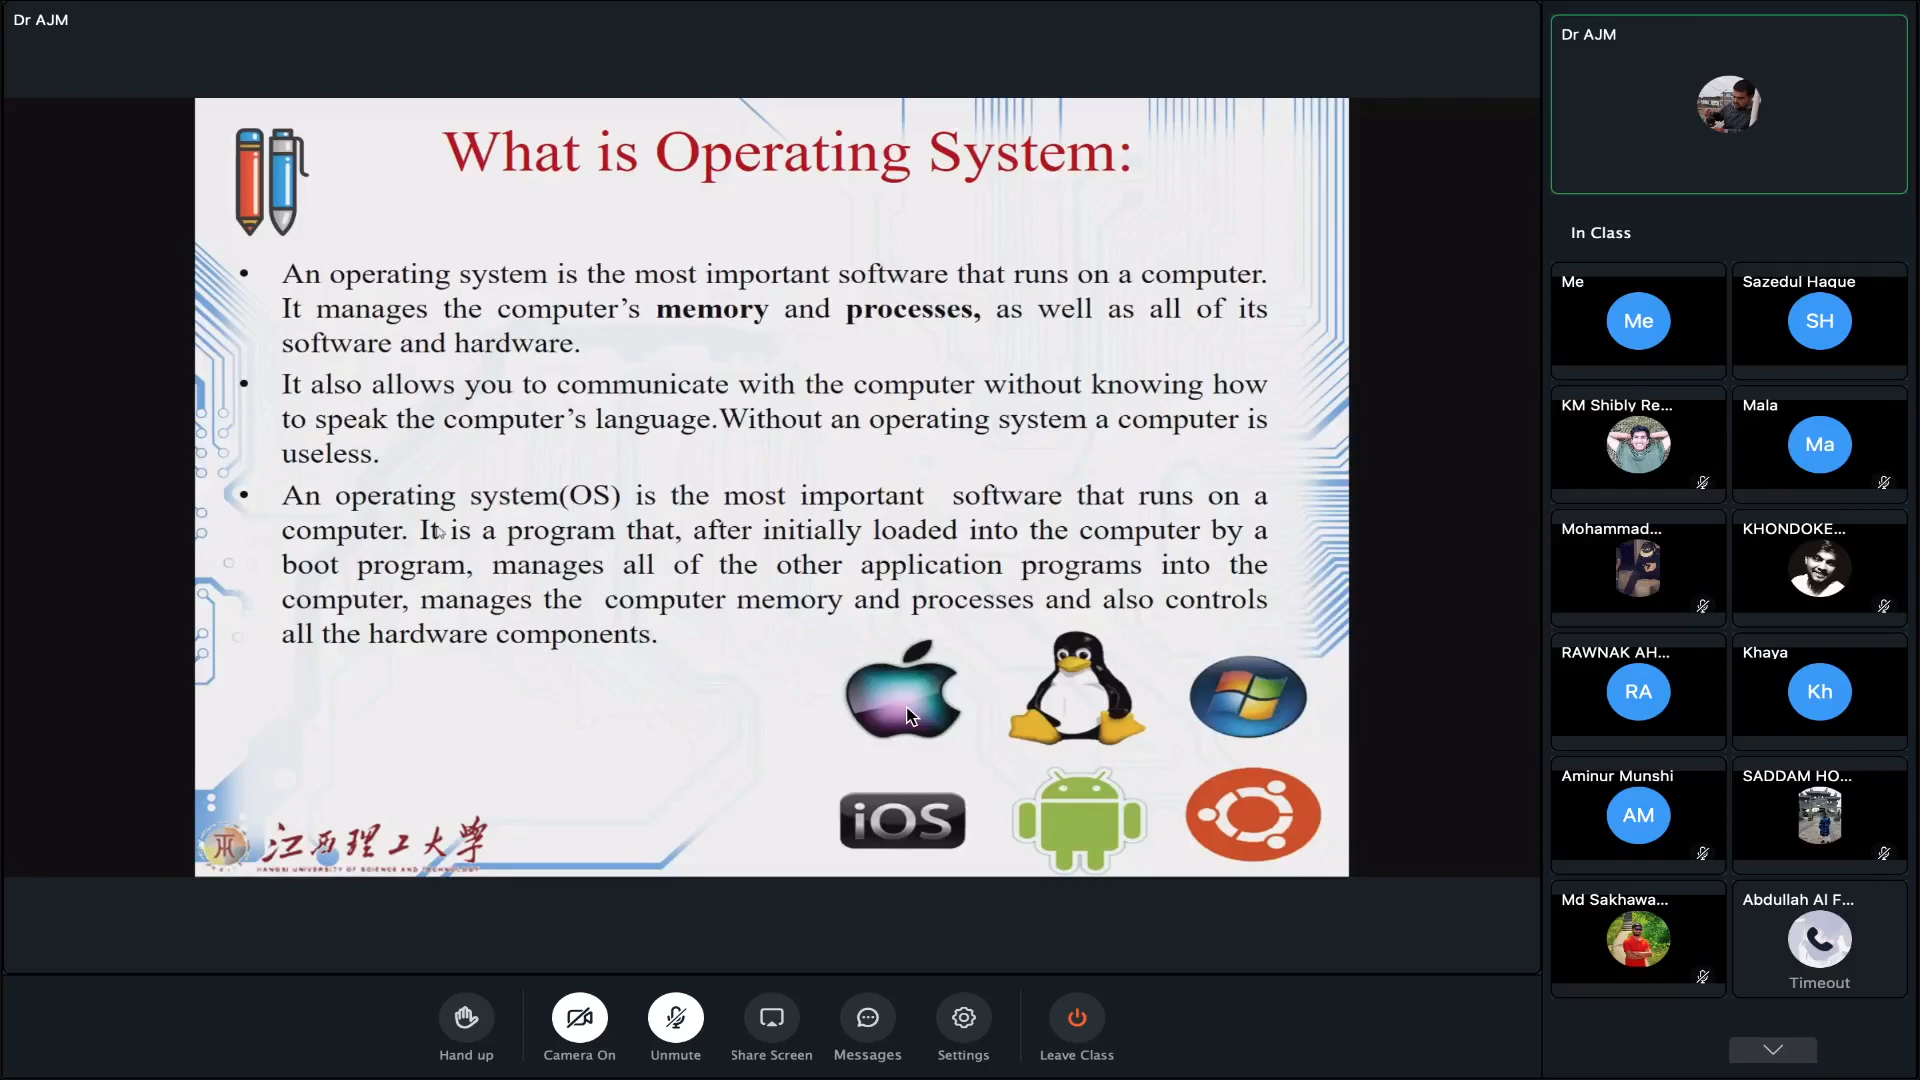 Dr AJM
What is Operating System:
• An operating system is the most important software that runs on a computer.
It manages the computer’s memory and processes, as well as all of its
software and hardware.
• It also allows you to communicate with the computer without knowing how
to speak the computer’s language.Without an operating system a computer is
useless.
• An operating system(OS) is the most important software that runs on a
computer. It is a program that, after initially loaded into the computer by a
boot program, manages all of the other application programs into the
computer, manages the computer memory and processes and also controls
all the hardware components.
iOS
江西理工大学
UNIVERSITY OF SCIENCE AND TECHNOLOGY
Hand up
Camera On
Unmute
Share Screen
Messages
Settings
Leave Class
Dr AJM
In Class
Me
Me
Sazedul Haque
SH
KM Shibly Re...
Mala
Ma
Mohammad...
KHONDOKE...
RAWNAK AH...
RA
Khaya
Kh
Aminur Munshi
AM
SADDAM HO...
Md Sakhawa...
Abdullah Al F...
Timeout